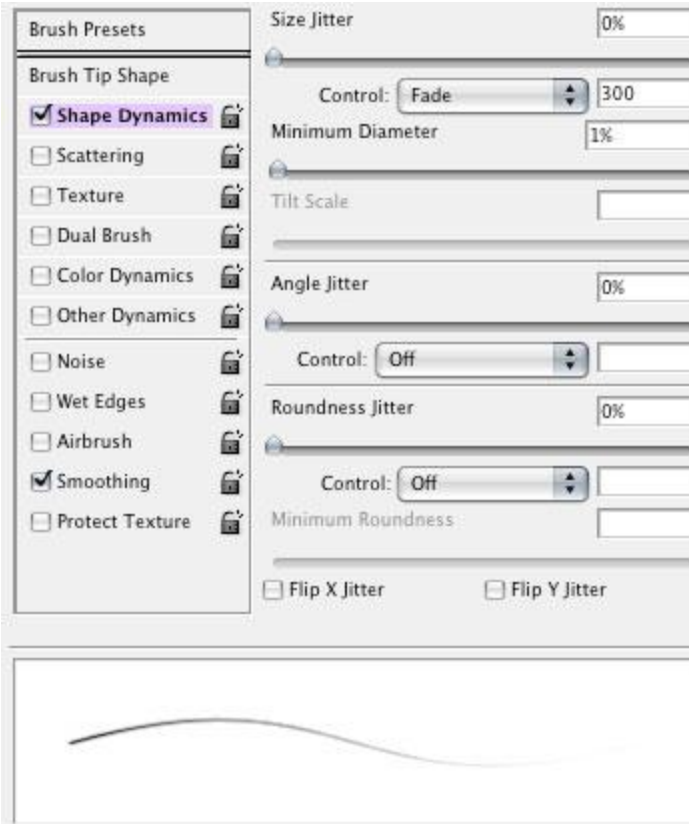 Brush Presets
Brush Tip Shape
Shape Dynamics
Scattering
Texture
Dual Brush
Color Dynamics
Other Dynamics
Noise
Wet Edges
Airbrush
Smoothing
Protect Texture
Size Jitter 0%
Control: Fade 300
Minimum Diameter 1%
Tilt Scale
Angle Jitter 0%
Control: Off
Roundness Jitter 0%
Control: Off
Minimum Roundness
Flip X Jitter Flip Y Jitter